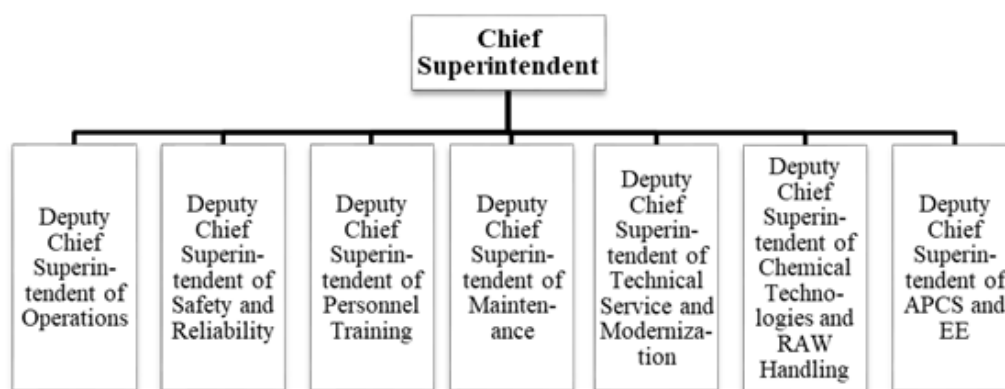 Chief
Superintendent
Deputy
Chief
Superin-
tendent of
Operations
Deputy
Chief
Superin-
tendent of
Safety and
Reliability
Deputy
Chief
Superin-
tendent of
Personnel
Training
Deputy
Chief
Superin-
tendent of
Mainten-
ance
Deputy
Chief
Superin-
tendent of
Technical
Service and
Moderniza-
tion
Deputy
Chief
Superin-
tendent of
Chemical
Techno-
logies and
RAW
Handling
Deputy
Chief
Superin-
tendent of
APCS and
EE